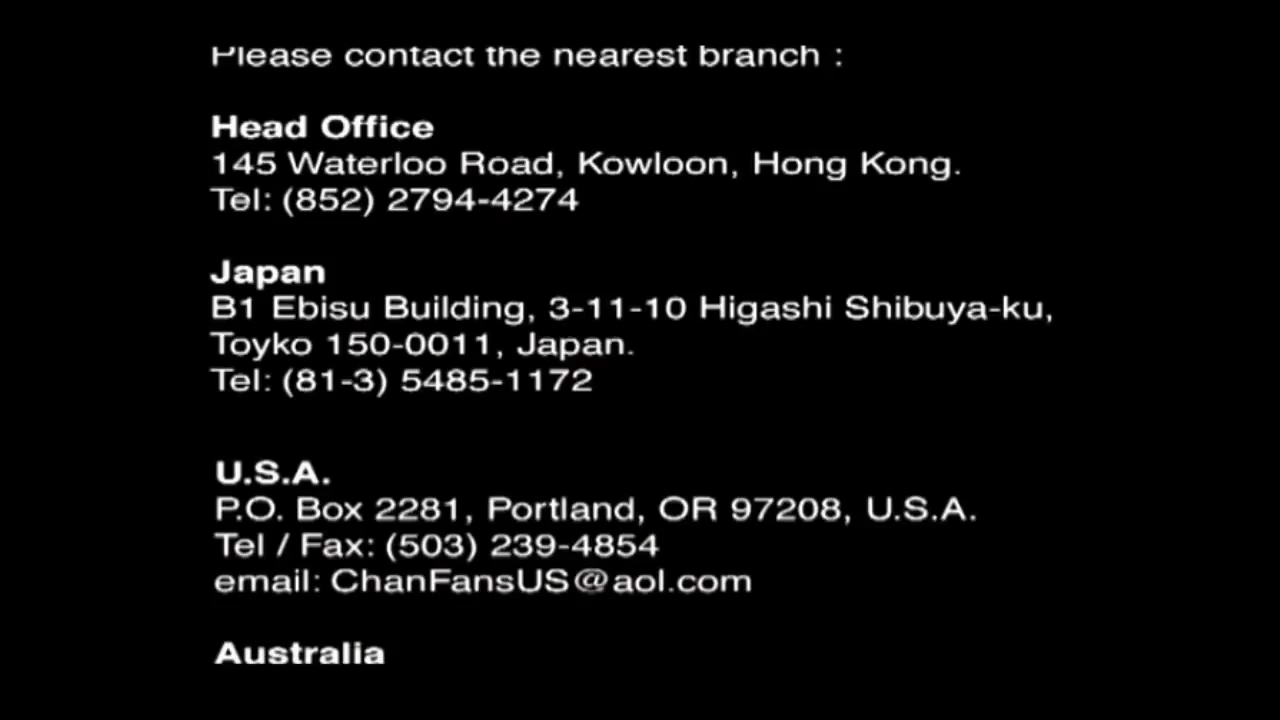 Please contact the nearest branch :
Head Office
145 Waterloo Road, Kowloon, Hong Kong.
Tel: (852) 2794-4274
Japan
B1 Ebisu Building, 3-11-10 Higashi Shibuya-ku,
Toyko 150-0011, Japan.
Tel: (81-3) 5485-1172
U.S.A.
P.O. Box 2281, Portland, OR 97208, U.S.A.
Tel / Fax: (503) 239-4854
email: ChanFansUS@aol.com
Australia